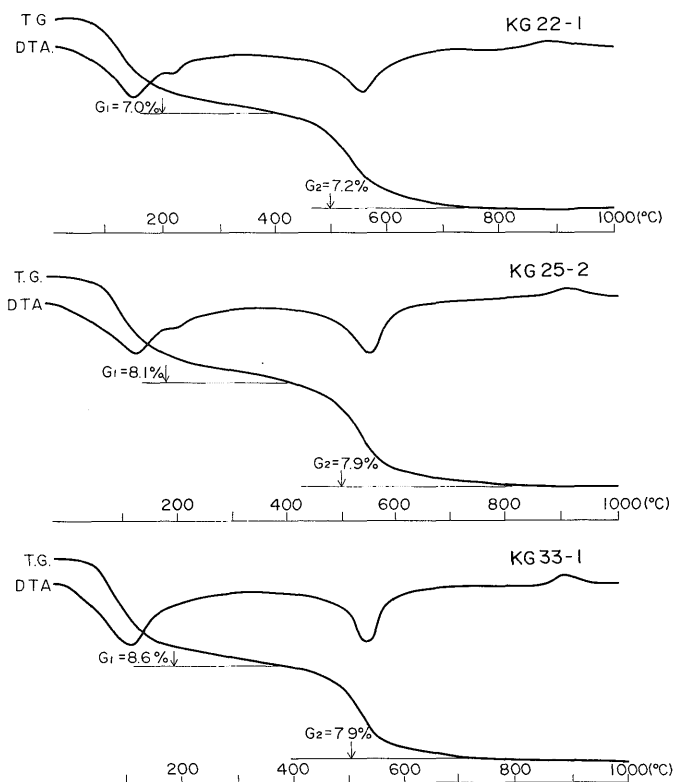 TG KG 22-1
DTA.
G1=7.0%
G2=7.2%
200 400 600 800 1000(°C)
T.G. KG 25-2
DTA
G1=8.1%
G2=7.9%
200 400 600 800 1000(°C)
T.G. KG 33-1
DTA
G1=8.6%
G2=7.9%
200 400 600 800 1000(°C)